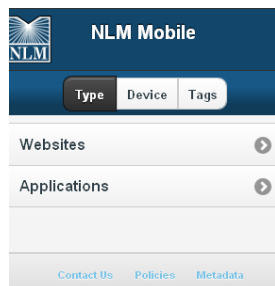 NLM Mobile
NLM
Type Device Tags
Websites
Applications
Contact Us Policies Metadata